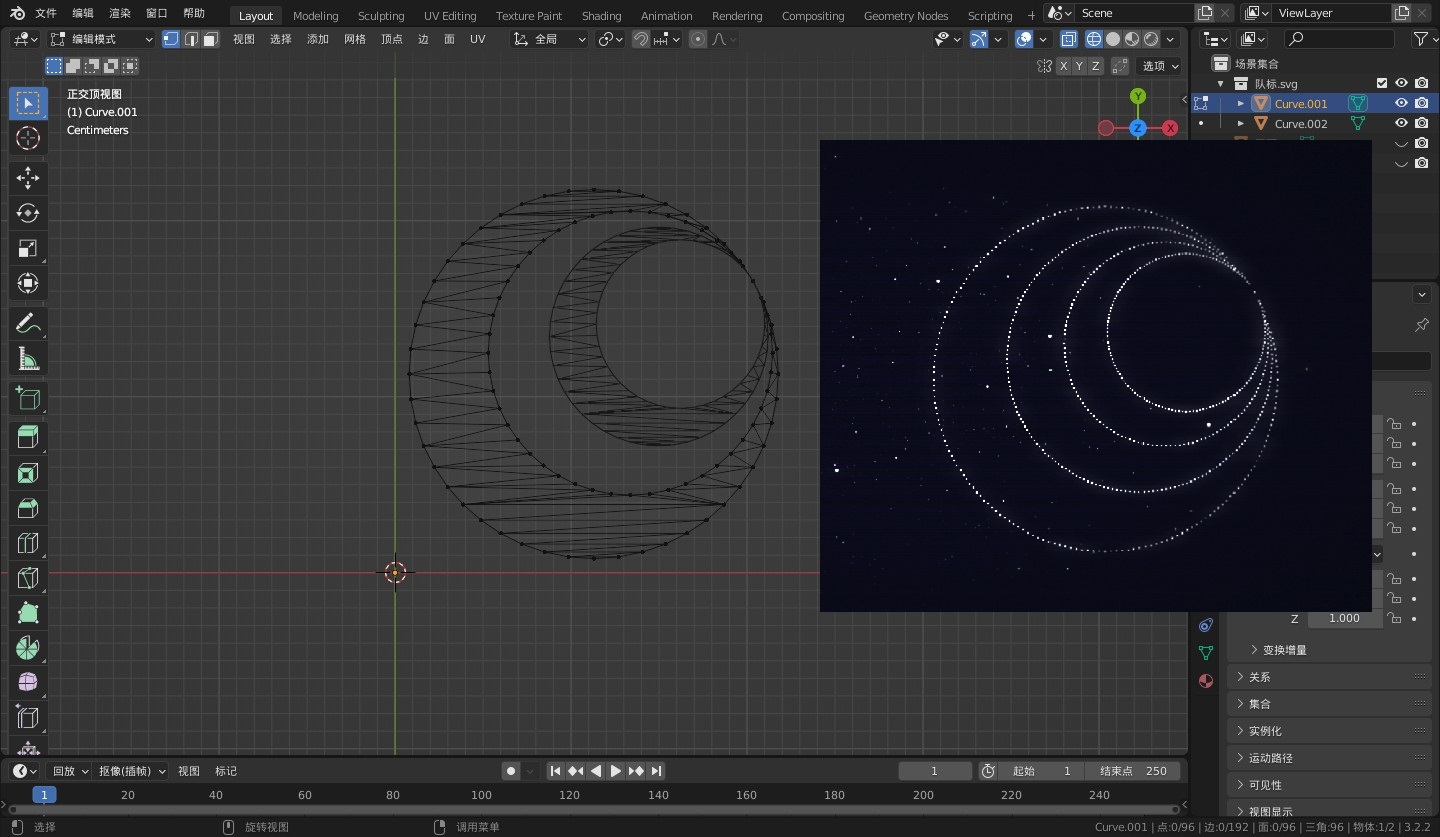 文件 编辑 渲染 窗口 帮助 Layout Modeling Sculpting UV Editing Texture Paint Shading Animation Rendering Compositing Geometry Nodes Scripting + Scene ViewLayer
编辑模式 视图 选择 添加 网格 顶点 边 面 UV 全局
X Y Z 选项
场景集合
队标.svg
Curve.001
Curve.002
正交顶视图
(1) Curve.001
Centimeters
Y
Z X
Z 1.000
变换增量
关系
集合
实例化
运动路径
可见性
视图显示
回放 抠像(插帧) 视图 标记 1 起始 1 结束点 250
1 20 40 60 80 100 120 140 160 180 200 220 240
选择 旋转视图 调用菜单 Curve.001 | 点:0/96 | 边:0/192 | 面:0/96 | 三角:96 | 物体:1/2 | 3.2.2